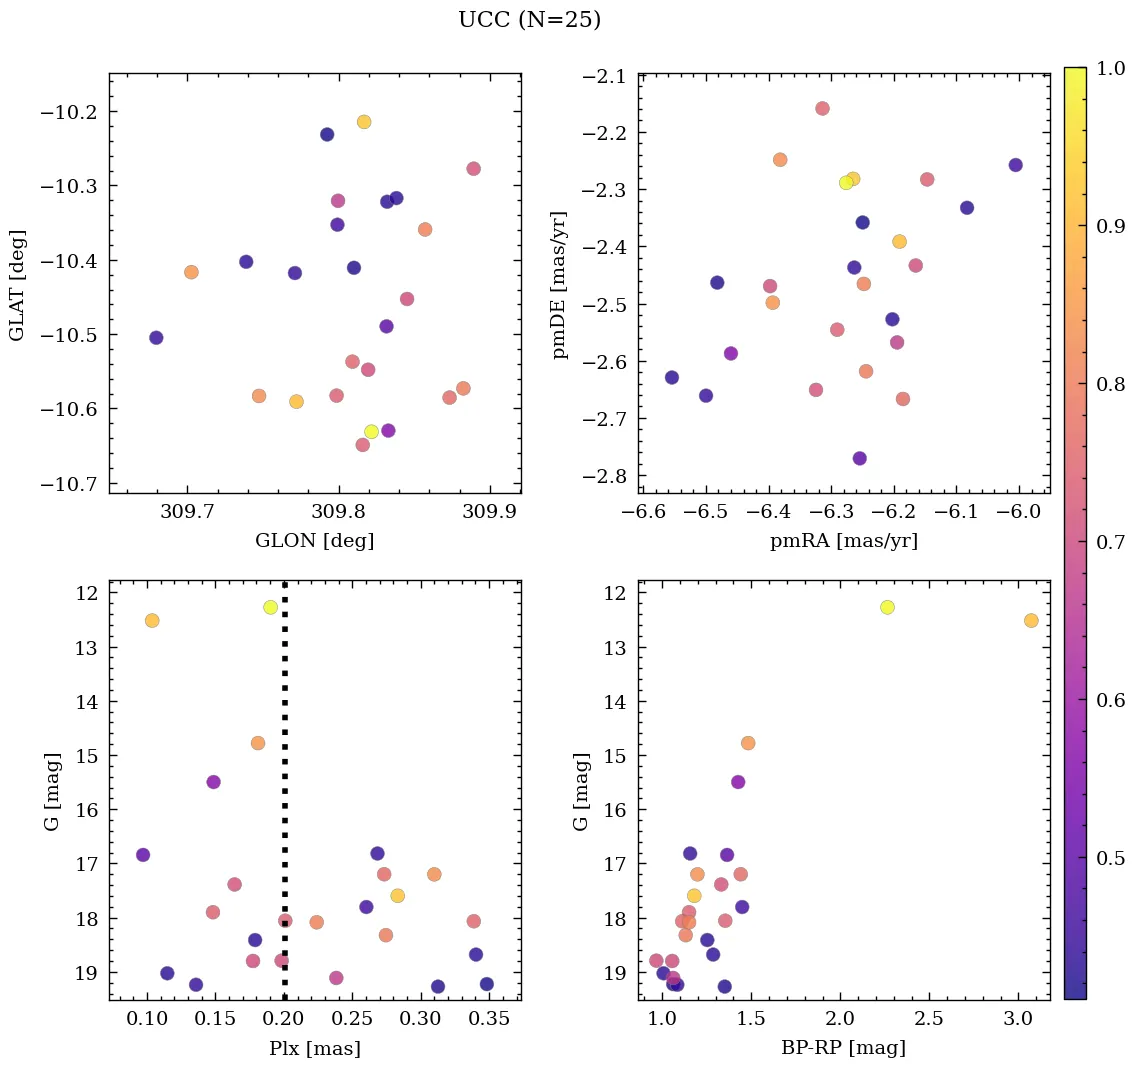 UCC (N=25)
−10.2
−10.3
−10.4
−10.5
−10.6
−10.7
GLAT [deg]
309.7 309.8 309.9
GLON [deg]
−2.1
−2.2
−2.3
−2.4
−2.5
−2.6
−2.7
−2.8
pmDE [mas/yr]
−6.6 −6.5 −6.4 −6.3 −6.2 −6.1 −6.0
pmRA [mas/yr]
12
13
14
15
16
17
18
19
G [mag]
0.10 0.15 0.20 0.25 0.30 0.35
Plx [mas]
12
13
14
15
16
17
18
19
G [mag]
1.0 1.5 2.0 2.5 3.0
BP-RP [mag]
1.0
0.9
0.8
0.7
0.6
0.5